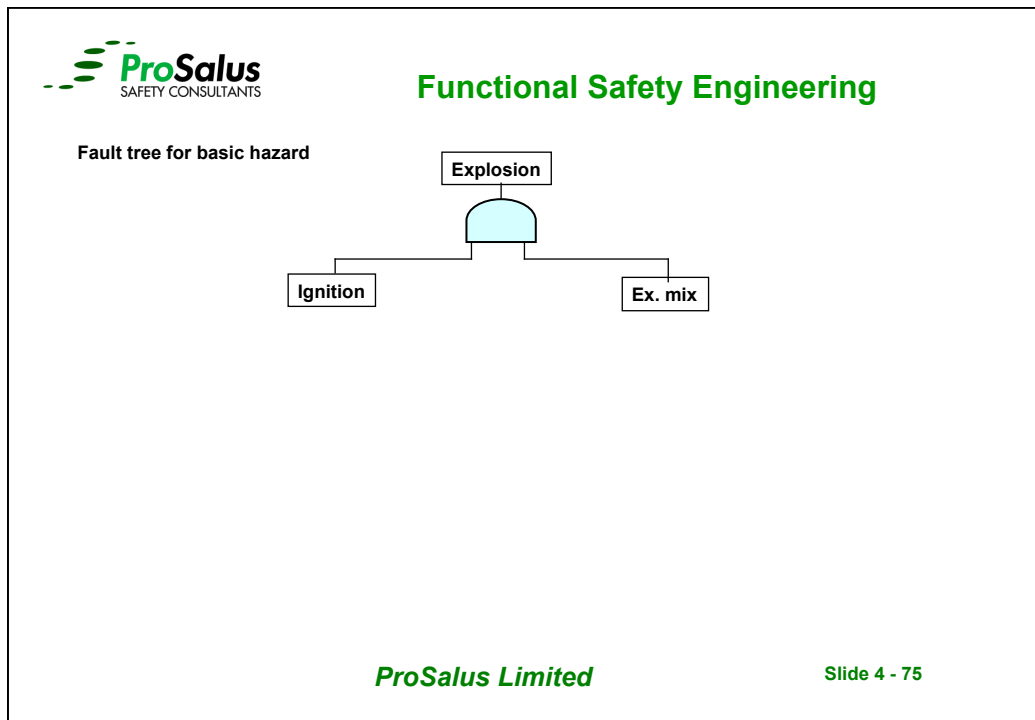 ProSalus
SAFETY CONSULTANTS
Functional Safety Engineering
Fault tree for basic hazard
Explosion
Ignition
Ex. mix
ProSalus Limited
Slide 4 - 75